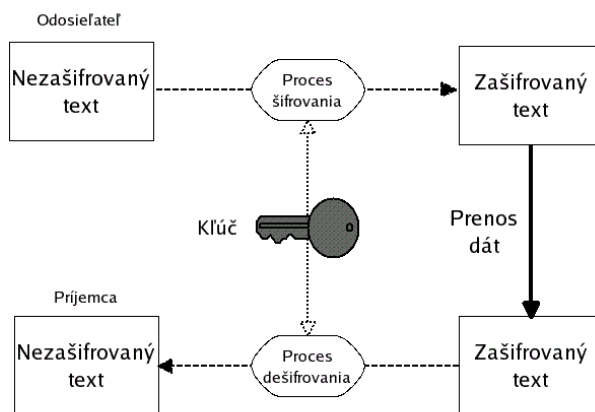 Odosieľateľ
Nezašifrovaný
text
Proces
šifrovania
Zašifrovaný
text
Kľúč
Prenos
dát
Príjemca
Nezašifrovaný
text
Proces
dešifrovania
Zašifrovaný
text